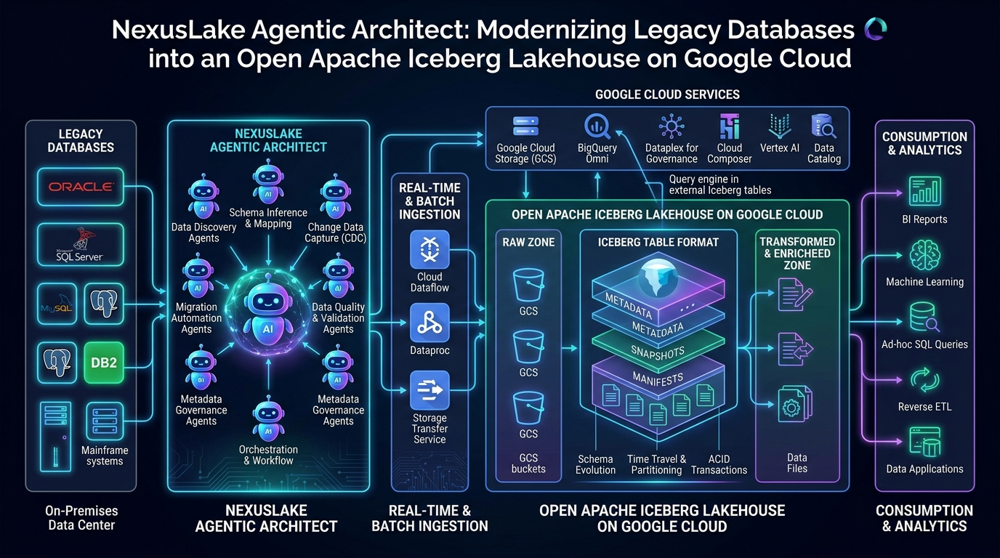 NexusLake Agentic Architect: Modernizing Legacy Databases
into an Open Apache Iceberg Lakehouse on Google Cloud
LEGACY
DATABASES
ORACLE
SQL Server
DB2
Mainframe
systems
On-Premises
Data Center
NEXUSLAKE
AGENTIC ARCHITECT
AI
AI
AI
Data Discovery
Agents
Schema Inference
& Mapping
Change Data
Capture (CDC)
AI
AI
AI
Migration
Automation
Agents
Data Quality
& Validation
Agents
AI
Metadata
Governance
Agents
Metadata
Governance
Agents
Orchestration
& Workflow
NEXUSLAKE
AGENTIC ARCHITECT
REAL-TIME
& BATCH
INGESTION
Cloud
Dataflow
Dataproc
Storage
Transfer
Service
REAL-TIME &
BATCH INGESTION
GOOGLE CLOUD SERVICES
Google Cloud
Storage (GCS)
BigQuery
Omni
Dataplex for
Governance
Cloud
Composer
Vertex AI
Data
Catalog
Query engine in
external Iceberg tables
OPEN APACHE ICEBERG LAKEHOUSE ON GOOGLE CLOUD
RAW ZONE
GCS
GCS
GCS
GCS
buckets
ICEBERG TABLE FORMAT
METADATA
METALDATA
SNAPSHOTS
MANIFESTS
Schema
Evolution
Time Travel &
Partitioning
ACID
Transactions
TRANSFORMED
& ENRICHEED
ZONE
Data
Files
OPEN APACHE ICEBERG LAKEHOUSE
ON GOOGLE CLOUD
CONSUMPTION
& ANALYTICS
BI Reports
Machine Learning
Ad-hoc SQL Queries
Reverse ETL
Data Applications
CONSUMPTION
& ANALYTICS